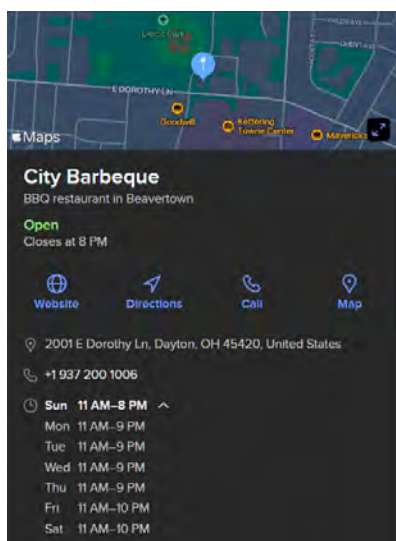 E DOROTHY LN
Goodwill
Kettering
Towne Center
Mavericks
Maps
City Barbeque
BBQ restaurant in Beavertown
Open
Closes at 8 PM
Website Directions Call Map
2001 E Dorothy Ln, Dayton, OH 45420, United States
+1 937 200 1006
Sun 11 AM–8 PM
Mon 11 AM–9 PM
Tue 11 AM–9 PM
Wed 11 AM–9 PM
Thu 11 AM–9 PM
Fri 11 AM–10 PM
Sat 11 AM–10 PM